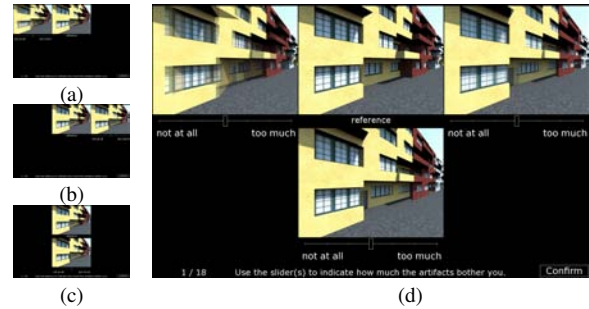 (a)
(b)
(c)
reference
not at all too much
not at all too much
not at all too much
1 / 18 Use the slider(s) to indicate how much the artifacts bother you. Confirm
(d)